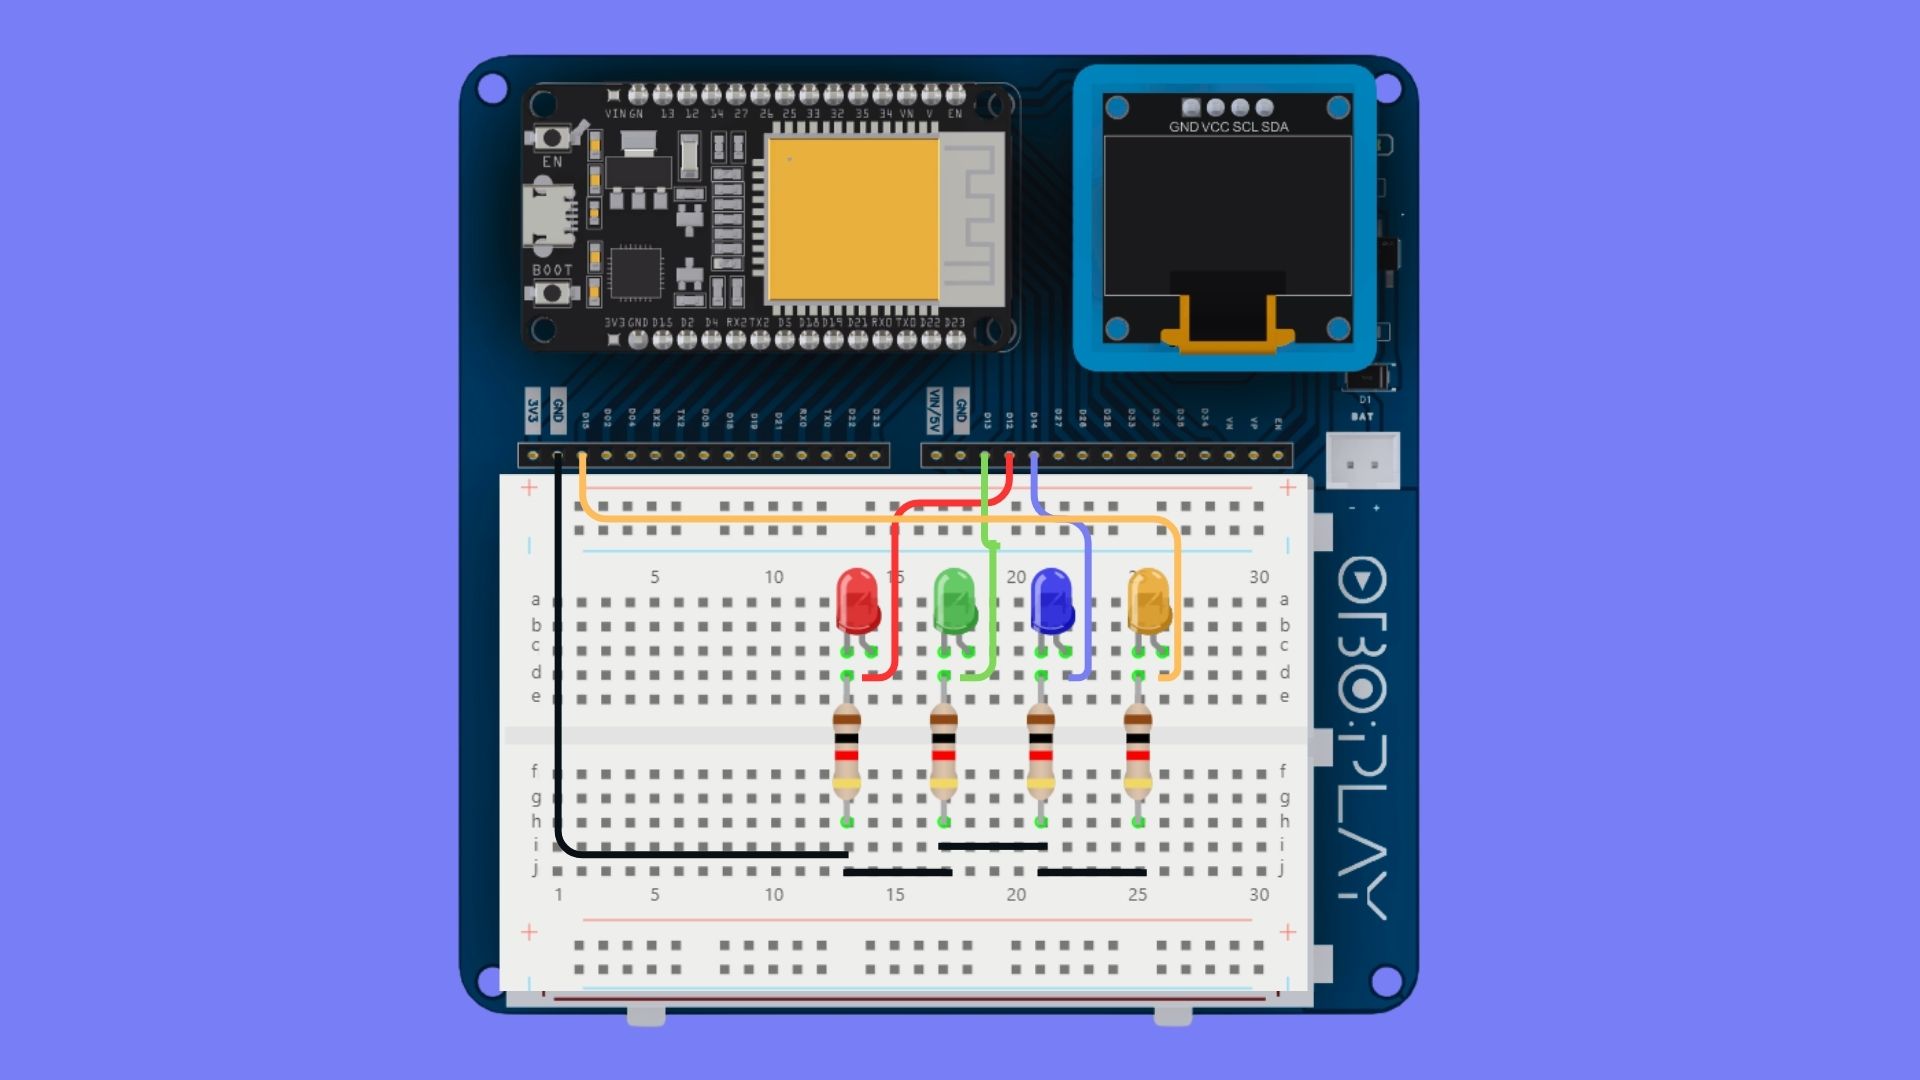 VIN GN 13 12 14 27 26 25 33 32 35 34 VN V EN
GND VCC SCL SDA
EN
BOOT
3V3 GND D15 D2 D4 RX2 TX2 D5 D18 D19 D21 RX0 TX0 D22 D23
D1
BAT
3V3 GND D15 D02 D04 RX2 TX2 D05 D18 D19 D21 RX0 TX0 D22 D23
VIN/5V GND D13 D12 D14 D27 D26 D25 D33 D32 D35 D34 VN VP EN
+ +
- +
5 10 15 20 30
a a
b b
c c
d d
e e
f f
g g
h h
i i
j j
1 5 10 15 20 25 30
+ +